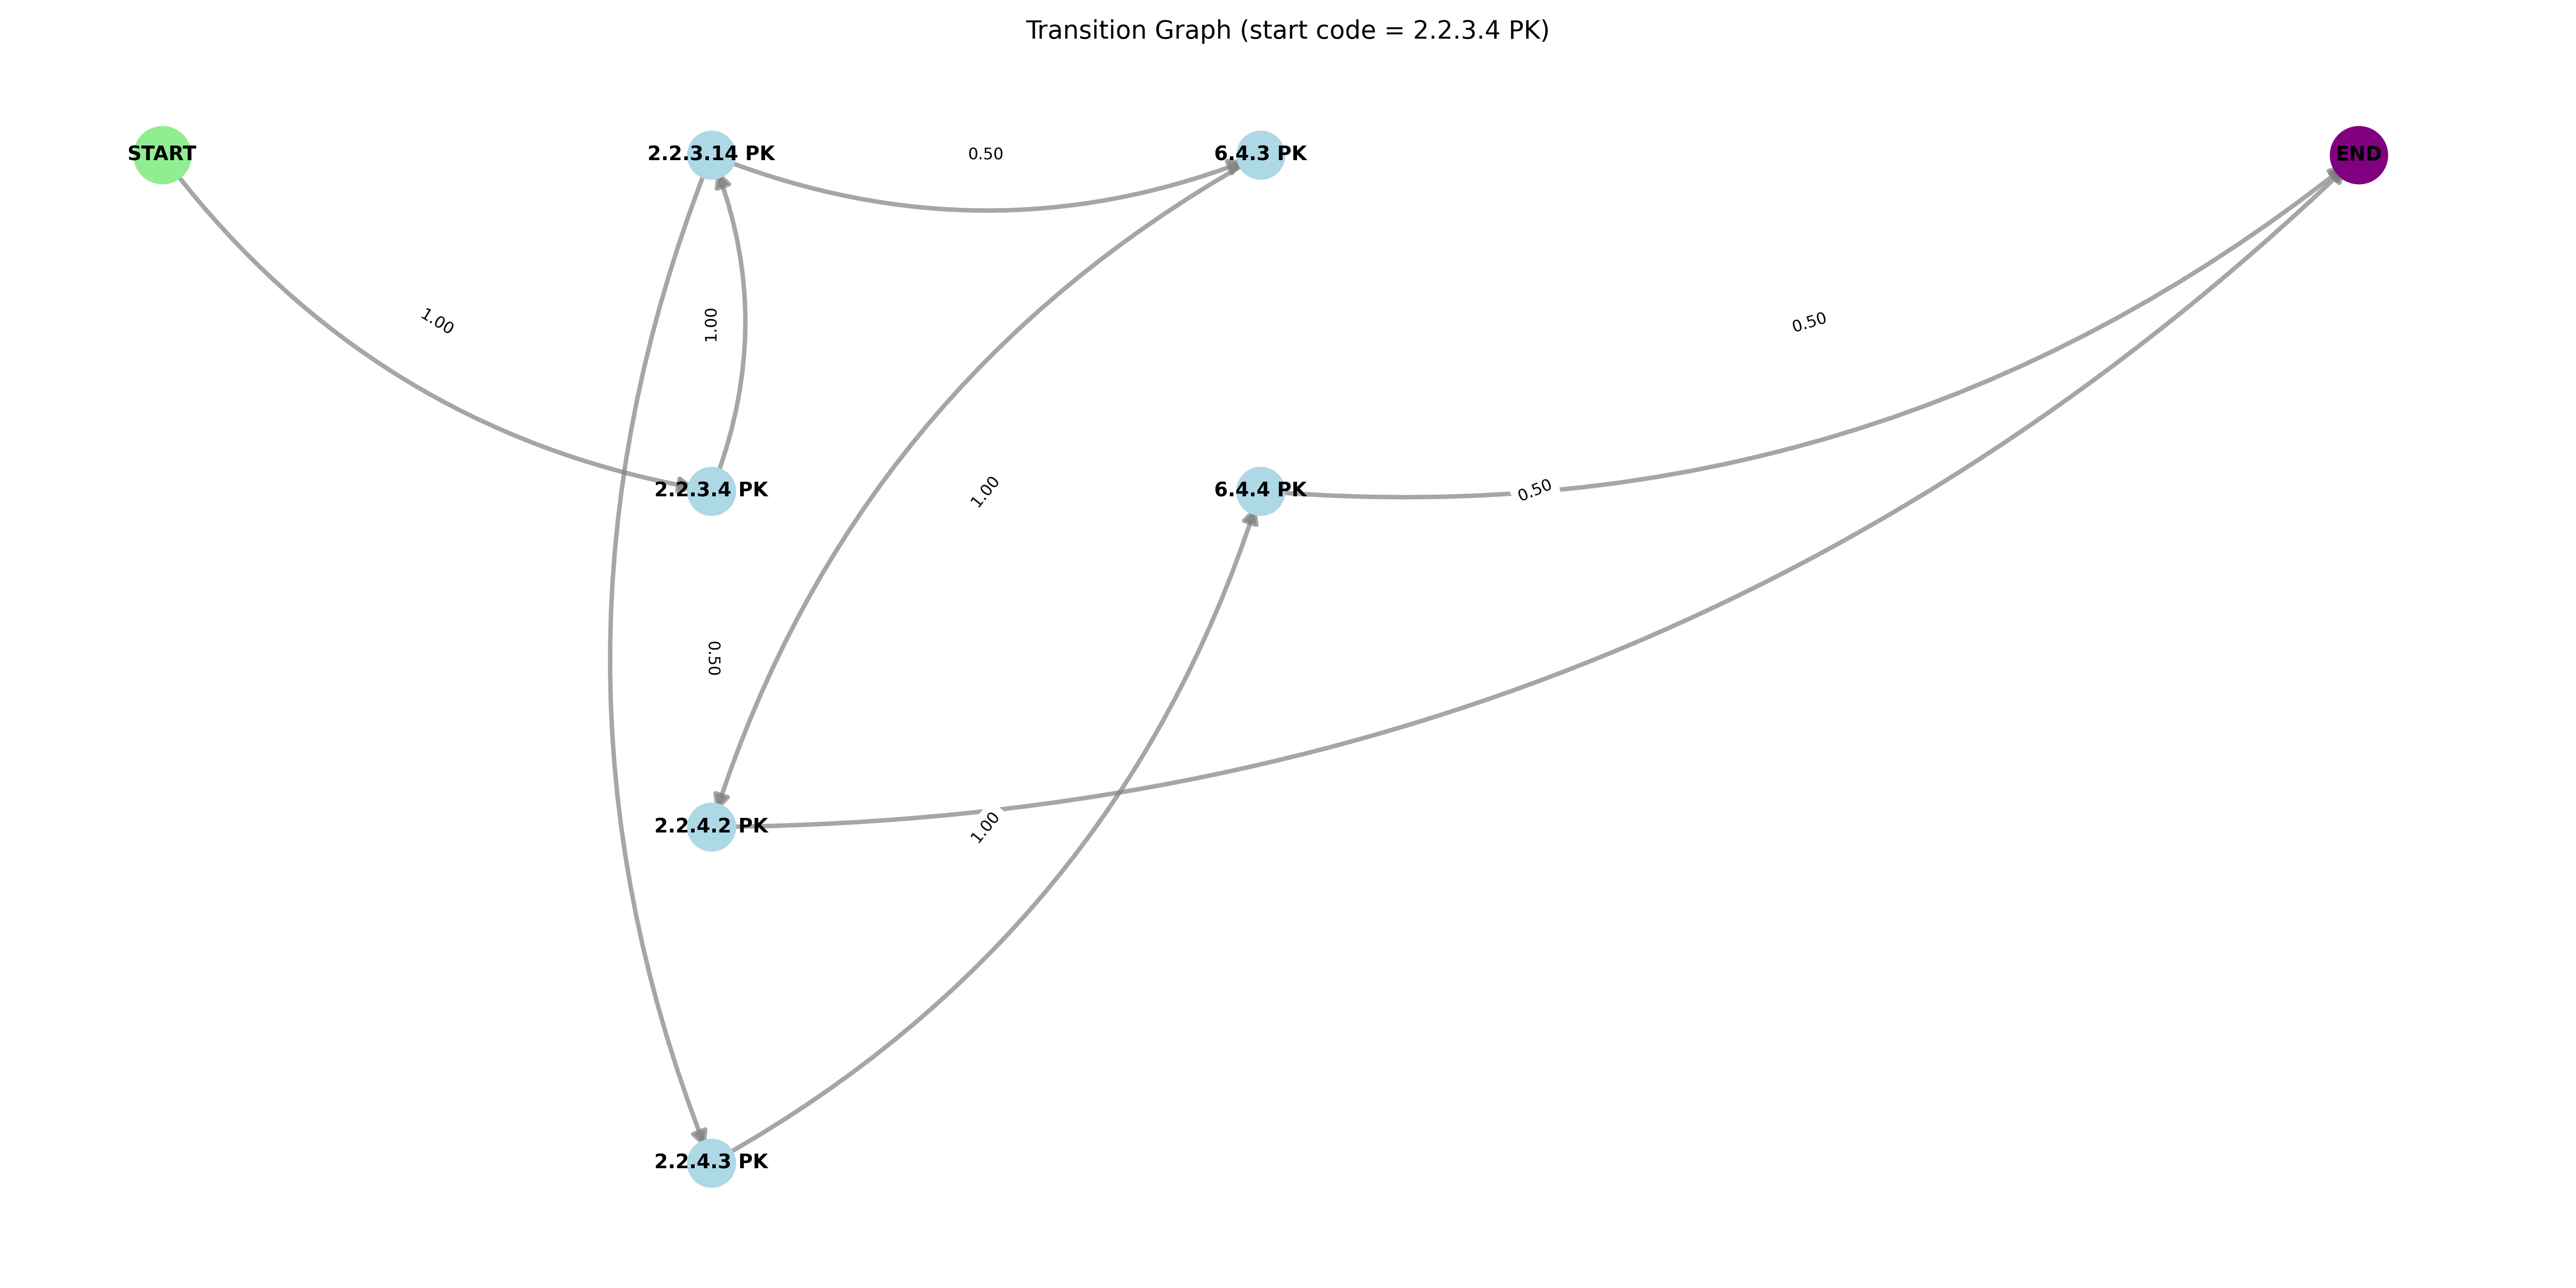 Transition Graph (start code = 2.2.3.4 PK)
START
2.2.3.14 PK
0.50
6.4.3 PK
END
1.00
1.00
0.50
2.2.3.4 PK
1.00
6.4.4 PK
0.50
0.50
2.2.4.2 PK
1.00
2.2.4.3 PK